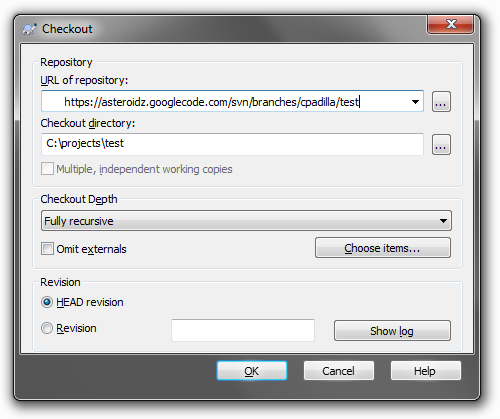 Checkout
Repository
URL of repository:
https://asteroidz.googlecode.com/svn/branches/cpadilla/test
...
Checkout directory:
C:\projects\test
...
Multiple, independent working copies
Checkout Depth
Fully recursive
Omit externals
Choose items...
Revision
HEAD revision
Revision
Show log
OK
Cancel
Help